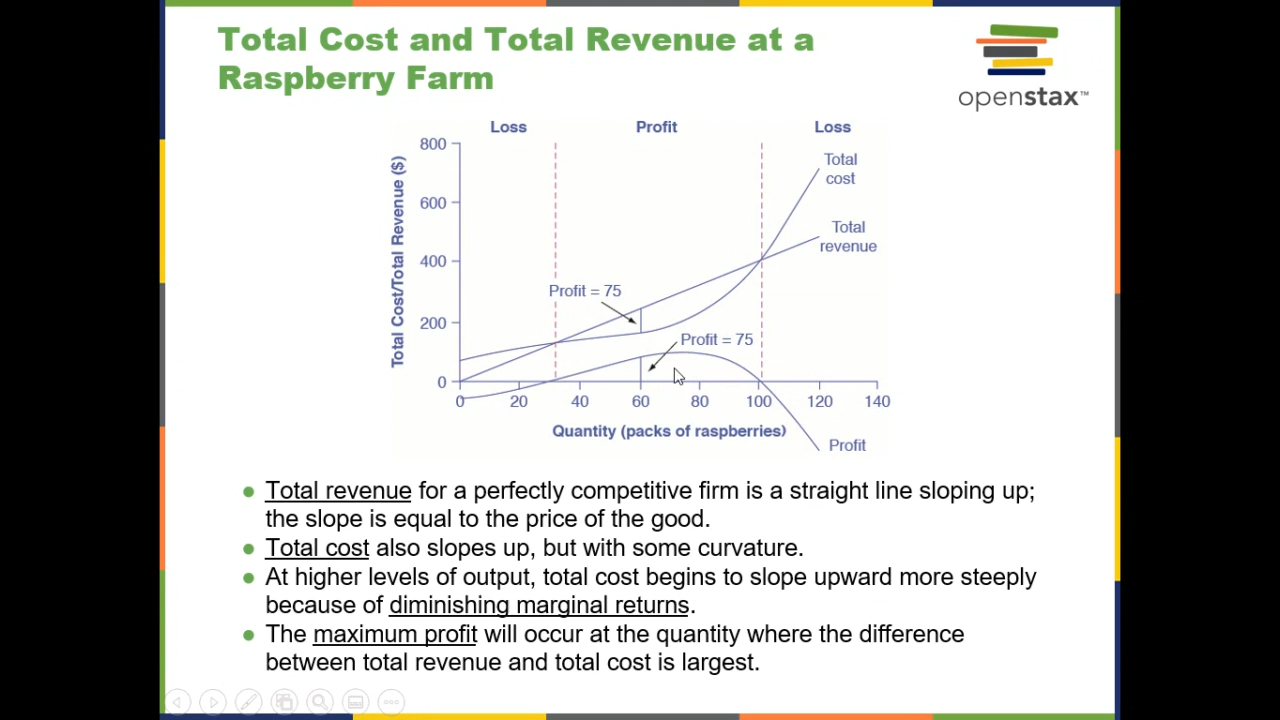 Total Cost and Total Revenue at a
Raspberry Farm
openstax™
Loss
Profit
Loss
800
600
400
200
0
Total Cost/Total Revenue ($)
Total
cost
Total
revenue
Profit = 75
Profit = 75
0 20 40 60 80 100 120 140
Quantity (packs of raspberries)
Profit
● Total revenue for a perfectly competitive firm is a straight line sloping up;
the slope is equal to the price of the good.
● Total cost also slopes up, but with some curvature.
● At higher levels of output, total cost begins to slope upward more steeply
because of diminishing marginal returns.
● The maximum profit will occur at the quantity where the difference
between total revenue and total cost is largest.